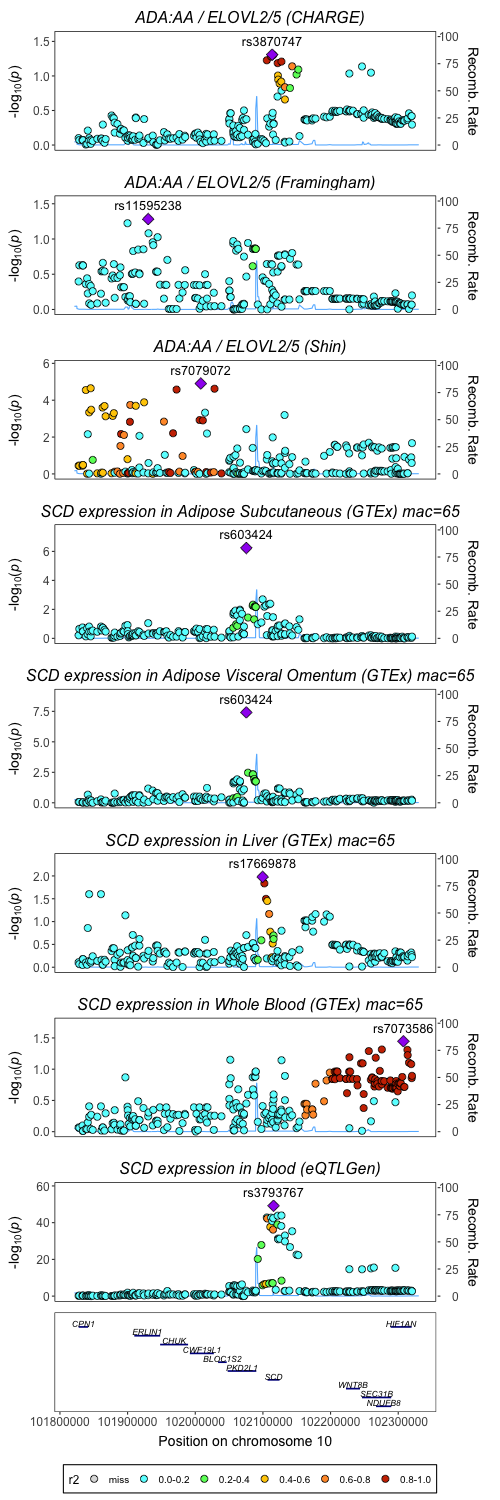 ADA:AA / ELOVL2/5 (CHARGE)
rs3870747
1.5
1.0
0.5
0.0
100
75
50
25
0
-log10(p)
Recomb. Rate
ADA:AA / ELOVL2/5 (Framingham)
rs11595238
1.5
1.0
0.5
0.0
100
75
50
25
0
-log10(p)
Recomb. Rate
ADA:AA / ELOVL2/5 (Shin)
rs7079072
6
4
2
0
100
75
50
25
0
-log10(p)
Recomb. Rate
SCD expression in Adipose Subcutaneous (GTEx) mac=65
rs603424
6
4
2
0
100
75
50
25
0
-log10(p)
Recomb. Rate
SCD expression in Adipose Visceral Omentum (GTEx) mac=65
rs603424
7.5
5.0
2.5
0.0
100
75
50
25
0
-log10(p)
Recomb. Rate
SCD expression in Liver (GTEx) mac=65
rs17669878
2.0
1.5
1.0
0.5
0.0
100
75
50
25
0
-log10(p)
Recomb. Rate
SCD expression in Whole Blood (GTEx) mac=65
rs7073586
1.5
1.0
0.5
0.0
100
75
50
25
0
-log10(p)
Recomb. Rate
SCD expression in blood (eQTLGen)
rs3793767
60
40
20
0
100
75
50
25
0
-log10(p)
Recomb. Rate
CPN1 HIF1AN
ERLIN1
CHUK
CWF19L1
BLOC1S2
PKD2L1
SCD
WNT8B
SEC31B
NDUFB8
101800000 101900000 102000000 102100000 102200000 102300000
Position on chromosome 10
r2 miss 0.0-0.2 0.2-0.4 0.4-0.6 0.6-0.8 0.8-1.0